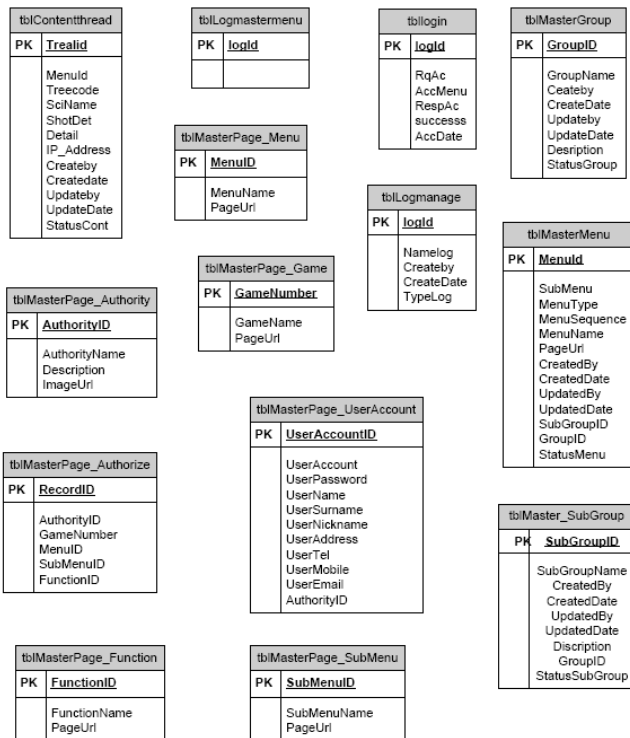 tblContentthread
PK Trealid
MenuId
Treecode
SciName
ShotDet
Detail
IP_Address
Createby
Createdate
Updateby
UpdateDate
StatusCont
tblLogmastermenu
PK logId
tbllogin
PK logId
RqAc
AccMenu
RespAc
successs
AccDate
tblMasterGroup
PK GroupID
GroupName
Ceateby
CreateDate
Updateby
UpdateDate
Desription
StatusGroup
tblMasterPage_Menu
PK MenuID
MenuName
PageUrl
tblLogmanage
PK logId
Namelog
Createby
CreateDate
TypeLog
tblMasterMenu
PK MenuId
SubMenu
MenuType
MenuSequence
MenuName
PageUrl
CreatedBy
CreatedDate
UpdatedBy
UpdatedDate
SubGroupID
GroupID
StatusMenu
tblMasterPage_Game
PK GameNumber
GameName
PageUrl
tblMasterPage_Authority
PK AuthorityID
AuthorityName
Description
ImageUrl
tblMasterPage_UserAccount
PK UserAccountID
UserAccount
UserPassword
UserName
UserSurname
UserNickname
UserAddress
UserTel
UserMobile
UserEmail
AuthorityID
tblMasterPage_Authorize
PK RecordID
AuthorityID
GameNumber
MenuID
SubMenuID
FunctionID
tblMaster_SubGroup
PK SubGroupID
SubGroupName
CreatedBy
CreatedDate
UpdatedBy
UpdatedDate
Discription
GroupID
StatusSubGroup
tblMasterPage_Function
PK FunctionID
FunctionName
PageUrl
tblMasterPage_SubMenu
PK SubMenuID
SubMenuName
PageUrl